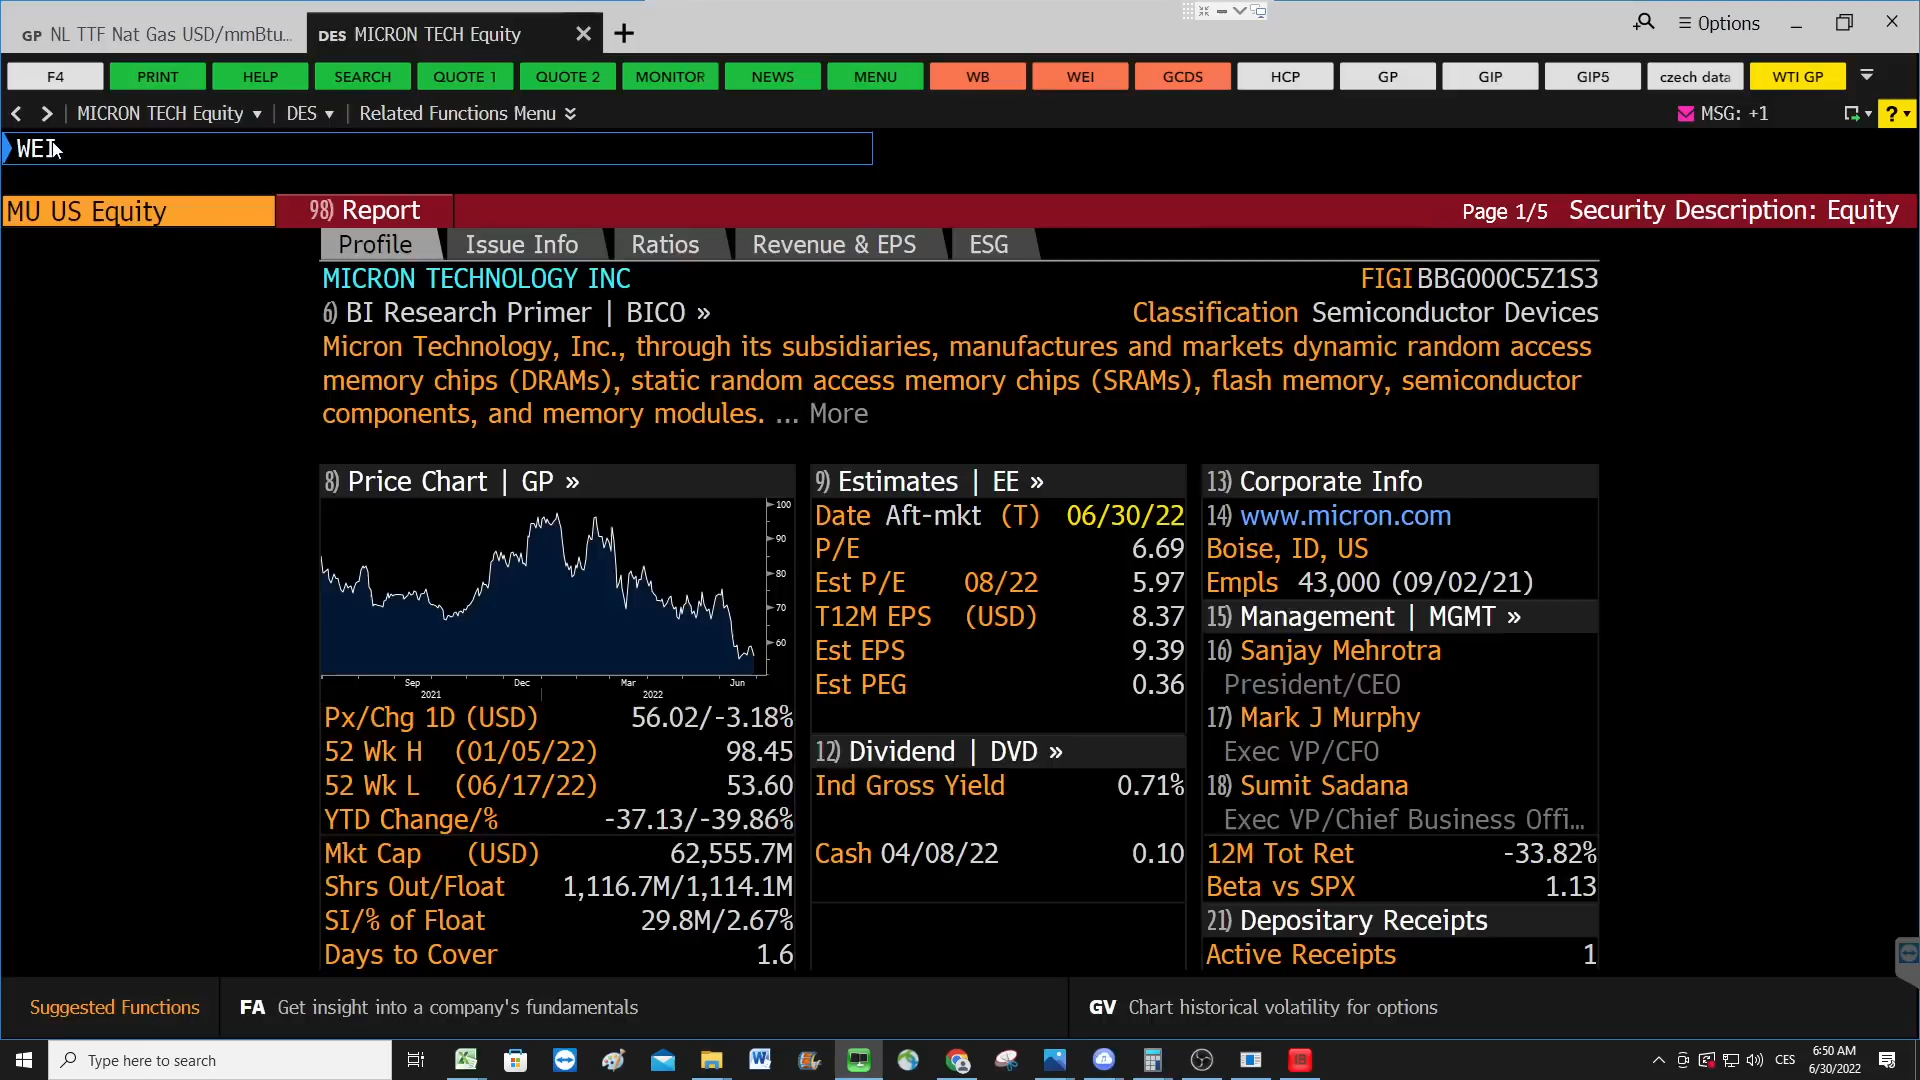 GP NL TTF Nat Gas USD/mmBtu...
DES MICRON TECH Equity
Options
F4 PRINT HELP SEARCH QUOTE 1 QUOTE 2 MONITOR NEWS MENU WB WEI GCDS HCP GP GIP GIP5 czech data WTI GP
MICRON TECH Equity DES Related Functions Menu MSG: +1 ?
WEI
MU US Equity 98) Report Page 1/5 Security Description: Equity
Profile Issue Info Ratios Revenue & EPS ESG
MICRON TECHNOLOGY INC FIGI BBG000C5Z1S3
6) BI Research Primer | BICO » Classification Semiconductor Devices
Micron Technology, Inc., through its subsidiaries, manufactures and markets dynamic random access
memory chips (DRAMs), static random access memory chips (SRAMs), flash memory, semiconductor
components, and memory modules. ... More
8) Price Chart | GP »
100
90
80
70
60
Sep Dec Mar Jun
2021 2022
Px/Chg 1D (USD) 56.02/-3.18%
52 Wk H (01/05/22) 98.45
52 Wk L (06/17/22) 53.60
YTD Change/% -37.13/-39.86%
Mkt Cap (USD) 62,555.7M
Shrs Out/Float 1,116.7M/1,114.1M
SI/% of Float 29.8M/2.67%
Days to Cover 1.6
9) Estimates | EE »
Date Aft-mkt (T) 06/30/22
P/E 6.69
Est P/E 08/22 5.97
T12M EPS (USD) 8.37
Est EPS 9.39
Est PEG 0.36
12) Dividend | DVD »
Ind Gross Yield 0.71%
Cash 04/08/22 0.10
13) Corporate Info
14) www.micron.com
Boise, ID, US
Empls 43,000 (09/02/21)
15) Management | MGMT »
16) Sanjay Mehrotra
President/CEO
17) Mark J Murphy
Exec VP/CFO
18) Sumit Sadana
Exec VP/Chief Business Offi...
12M Tot Ret -33.82%
Beta vs SPX 1.13
21) Depositary Receipts
Active Receipts 1
Suggested Functions FA Get insight into a company's fundamentals GV Chart historical volatility for options
Type here to search
CES
6:50 AM
6/30/2022